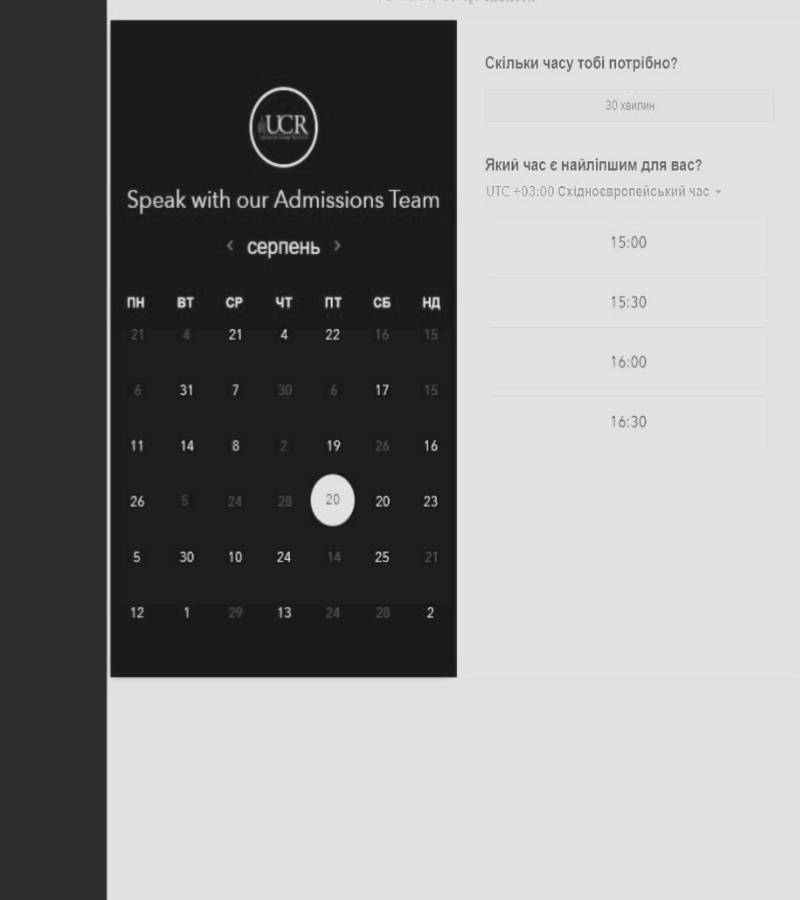 UCR
Speak with our Admissions Team
< серпень >
ПН ВТ СР ЧТ ПТ СБ НД
21 4 21 4 22 16 15
6 31 7 30 6 17 15
11 14 8 2 19 26 16
26 5 24 28 20 20 23
5 30 10 24 14 25 21
12 1 29 13 24 28 2
Скільки часу тобі потрібно?
30 хвилин
Який час є найліпшим для вас?
UTC +03:00 Східноєвропейський час
15:00
15:30
16:00
16:30